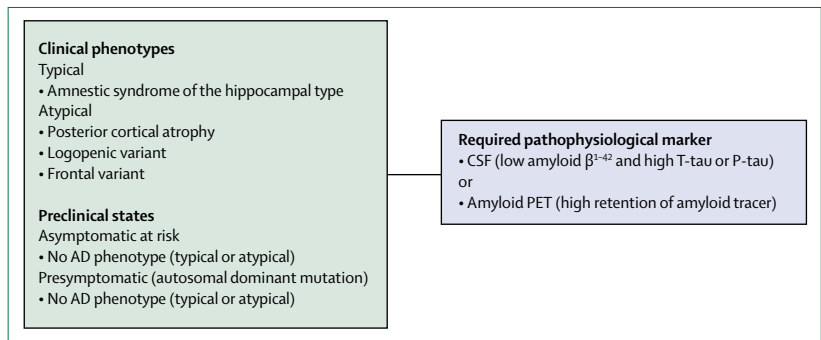 Clinical phenotypes
Typical
• Amnestic syndrome of the hippocampal type
Atypical
• Posterior cortical atrophy
• Logopenic variant
• Frontal variant
Preclinical states
Asymptomatic at risk
• No AD phenotype (typical or atypical)
Presymptomatic (autosomal dominant mutation)
• No AD phenotype (typical or atypical)
Required pathophysiological marker
• CSF (low amyloid β¹⁻⁴² and high T-tau or P-tau)
or
• Amyloid PET (high retention of amyloid tracer)